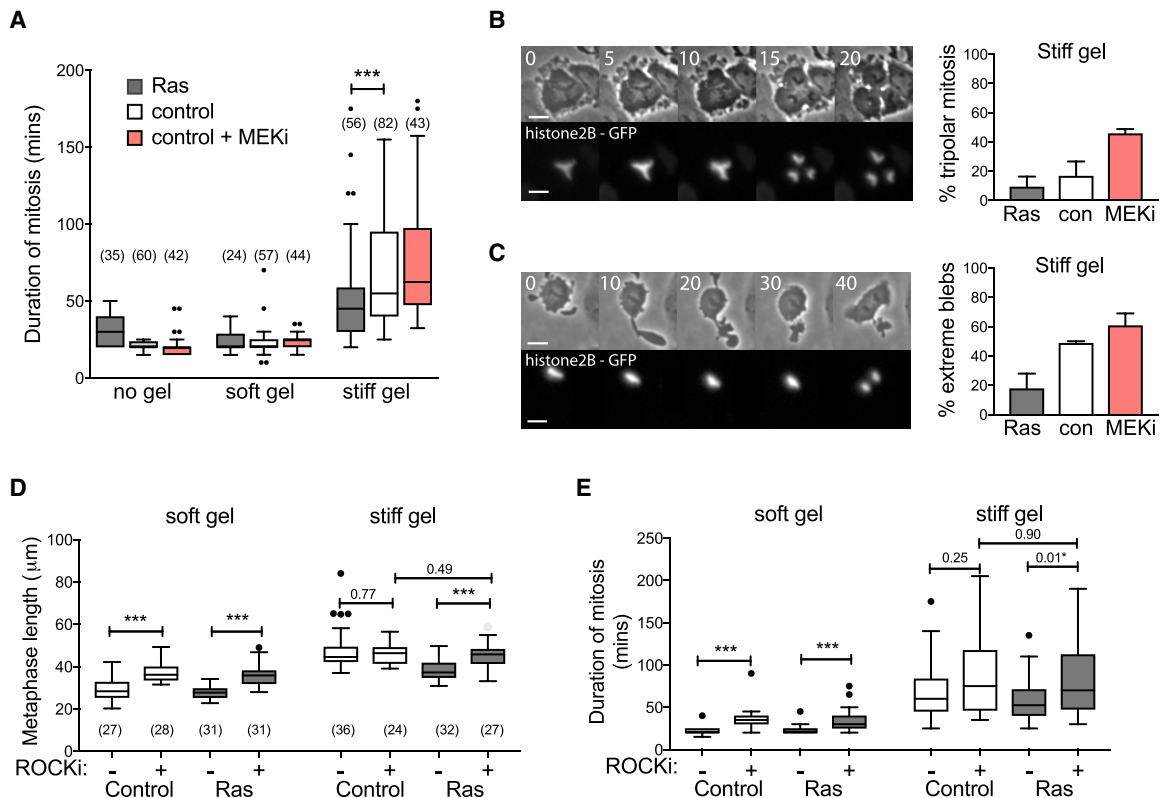 A
Duration of mitosis (mins)
200
150
100
50
0
Ras
control
control + MEKi
***
(56) (82) (43)
(35) (60) (42)
(24) (57) (44)
no gel soft gel stiff gel
B
0 5 10 15 20
histone2B - GFP
Stiff gel
% tripolar mitosis
100
80
60
40
20
0
Ras con MEKi
C
0 10 20 30 40
histone2B - GFP
Stiff gel
% extreme blebs
100
80
60
40
20
0
Ras con MEKi
D
soft gel stiff gel
Metaphase length (μm)
100
80
60
40
20
0
*** ***
0.49
0.77 ***
(27) (28) (31) (31) (36) (24) (32) (27)
ROCKi: - + - + - + - +
Control Ras Control Ras
E
soft gel stiff gel
Duration of mitosis
(mins)
250
200
150
100
50
0
*** ***
0.90
0.25 0.01*
ROCKi: - + - + - + - +
Control Ras Control Ras